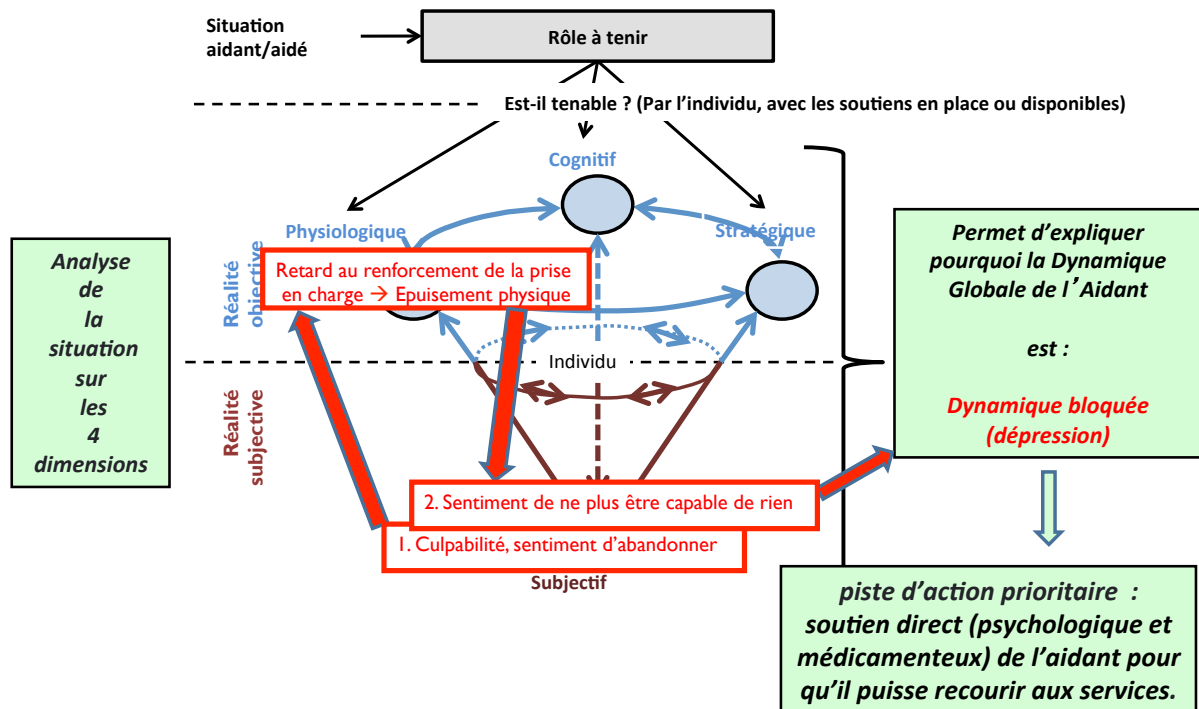 Situation
aidant/aidé
Rôle à tenir
Est-il tenable ? (Par l'individu, avec les soutiens en place ou disponibles)
Cognitif
Physiologique
Stratégique
Réalité
objective
Retard au renforcement de la prise
en charge → Epuisement physique
Individu
Réalité
subjective
2. Sentiment de ne plus être capable de rien
1. Culpabilité, sentiment d'abandonner
Subjectif
Analyse
de
la
situation
sur
les
4
dimensions
Permet d'expliquer
pourquoi la Dynamique
Globale de l'Aidant
est :
Dynamique bloquée
(dépression)
piste d'action prioritaire :
soutien direct (psychologique et
médicamenteux) de l'aidant pour
qu'il puisse recourir aux services.